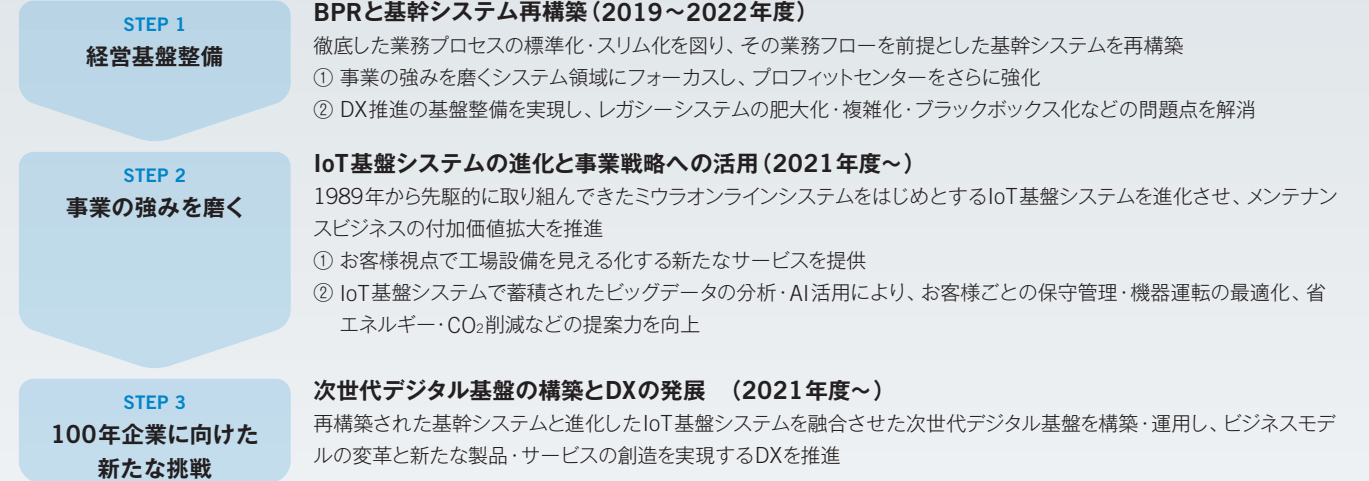 STEP 1
経営基盤整備
BPRと基幹システム再構築（2019～2022年度）
徹底した業務プロセスの標準化・スリム化を図り、その業務フローを前提とした基幹システムを再構築
① 事業の強みを磨くシステム領域にフォーカスし、プロフィットセンターをさらに強化
② DX推進の基盤整備を実現し、レガシーシステムの肥大化・複雑化・ブラックボックス化などの問題点を解消
STEP 2
事業の強みを磨く
IoT基盤システムの進化と事業戦略への活用（2021年度～）
1989年から先駆的に取り組んできたミウラオンラインシステムをはじめとするIoT基盤システムを進化させ、メンテナン
スビジネスの付加価値拡大を推進
① お客様視点で工場設備を見える化する新たなサービスを提供
② IoT基盤システムで蓄積されたビッグデータの分析・AI活用により、お客様ごとの保守管理・機器運転の最適化、省
エネルギー・CO₂削減などの提案力を向上
STEP 3
100年企業に向けた
新たな挑戦
次世代デジタル基盤の構築とDXの発展 （2021年度～）
再構築された基幹システムと進化したIoT基盤システムを融合させた次世代デジタル基盤を構築・運用し、ビジネスモデ
ルの変革と新たな製品・サービスの創造を実現するDXを推進